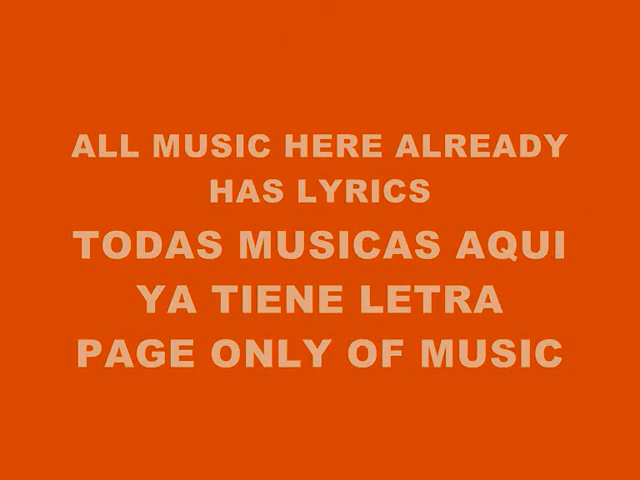 ALL MUSIC HERE ALREADY
HAS LYRICS
TODAS MUSICAS AQUI
YA TIENE LETRA
PAGE ONLY OF MUSIC